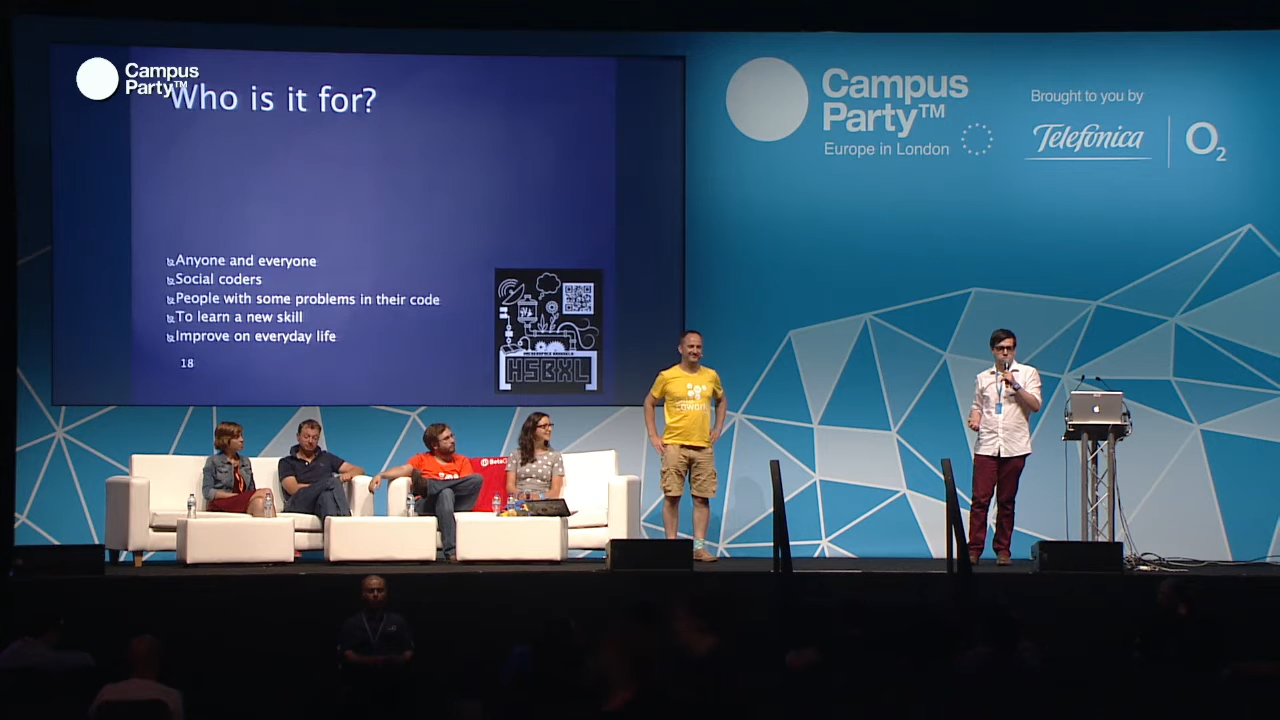 Campus
Party™
Who is it for?
Anyone and everyone
Social coders
People with some problems in their code
To learn a new skill
Improve on everyday life
18
HSBXL
Campus
Party™
Europe in London
Brought to you by
Telefónica
O2